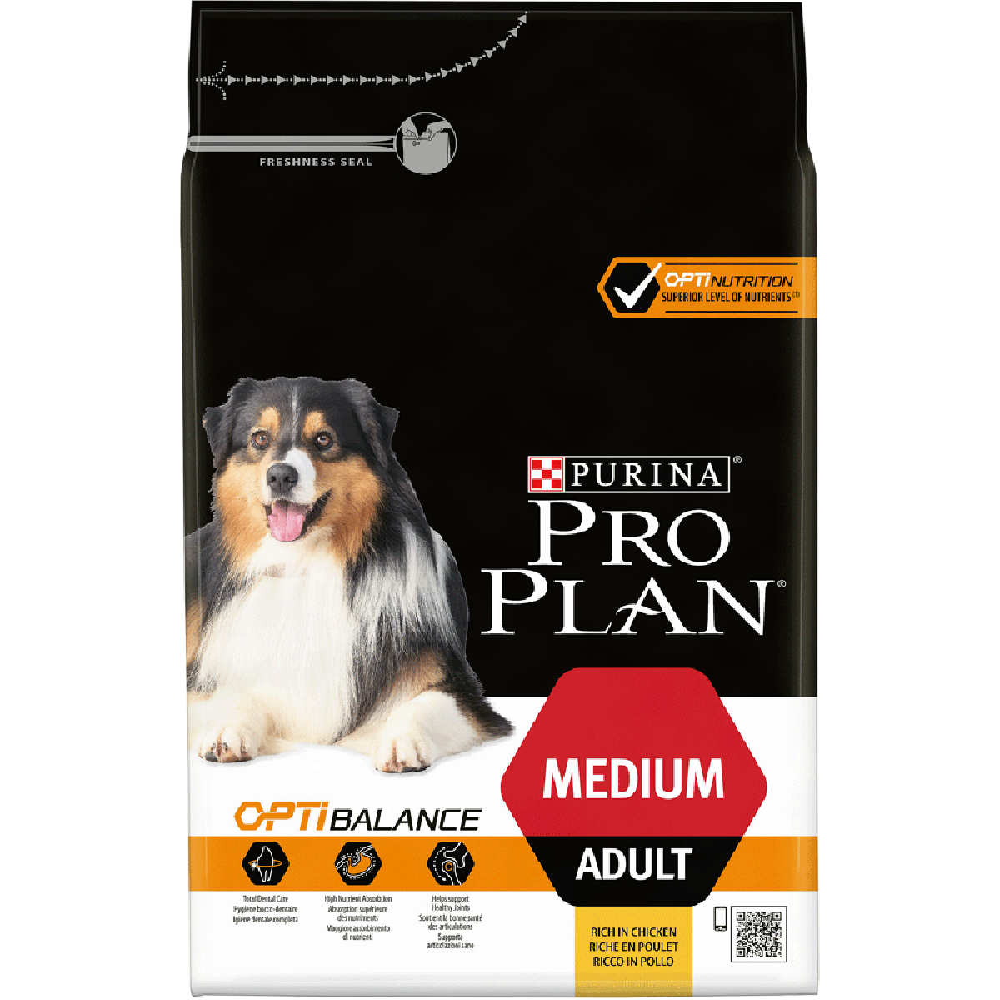 FRESHNESS SEAL
OPTINUTRITION
SUPERIOR LEVEL OF NUTRIENTS (1)
PURINA®
PRO
PLAN®
MEDIUM
ADULT
OPTIBALANCE
Total Dental Care
Hygiène bucco-dentaire
Igiene dentale completa
High Nutrient Absorbtion
Absorption supérieure
des nutriments
Maggiore assorbimento
di nutrienti
Helps support
Healthy Joints
Soutient la bonne santé
des articulations
Supporta
articolazioni sane
RICH IN CHICKEN
RICHE EN POULET
RICCO IN POLLO